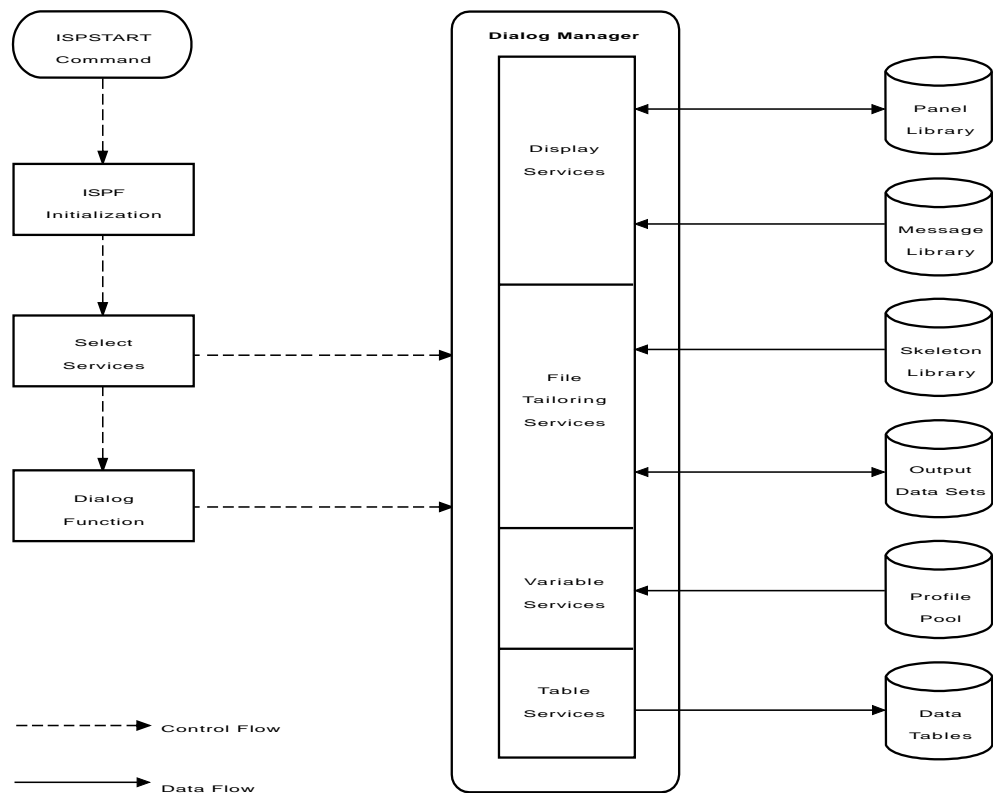 ISPSTART
Command
ISPF
Initialization
Select
Services
Dialog
Function
Control Flow
Data Flow
Dialog Manager
Display
Services
File
Tailoring
Services
Variable
Services
Table
Services
Panel
Library
Message
Library
Skeleton
Library
Output
Data Sets
Profile
Pool
Data
Tables